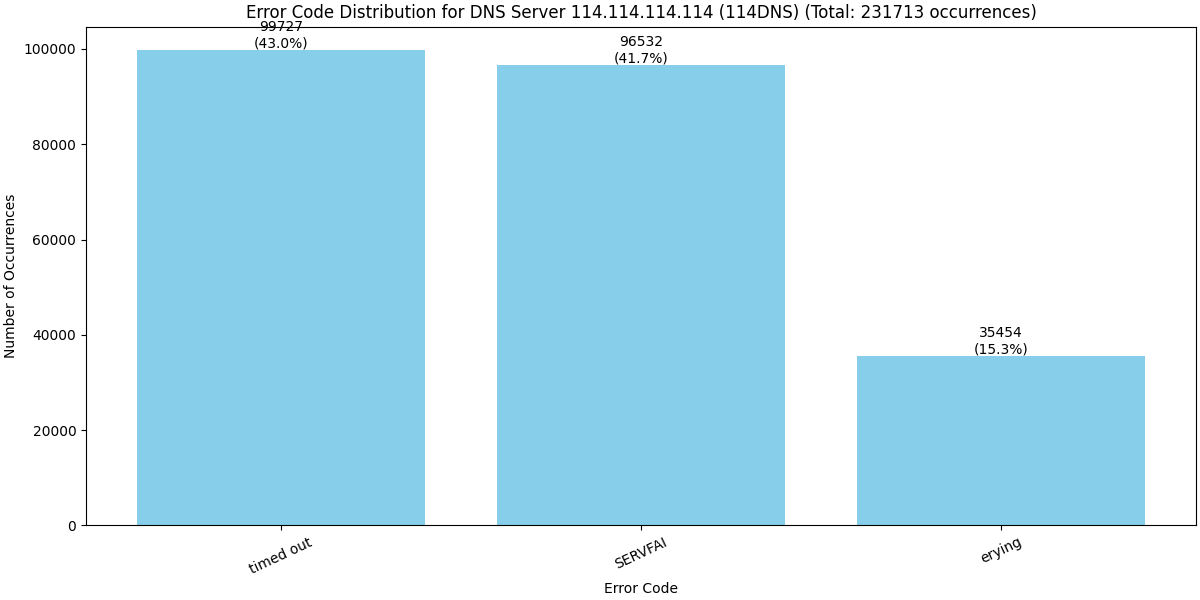 Error Code Distribution for DNS Server 114.114.114.114 (114DNS) (Total: 231713 occurrences)
99727
(43.0%)
96532
(41.7%)
35454
(15.3%)
100000
80000
60000
40000
20000
0
Number of Occurrences
timed out
SERVFAI
erying
Error Code